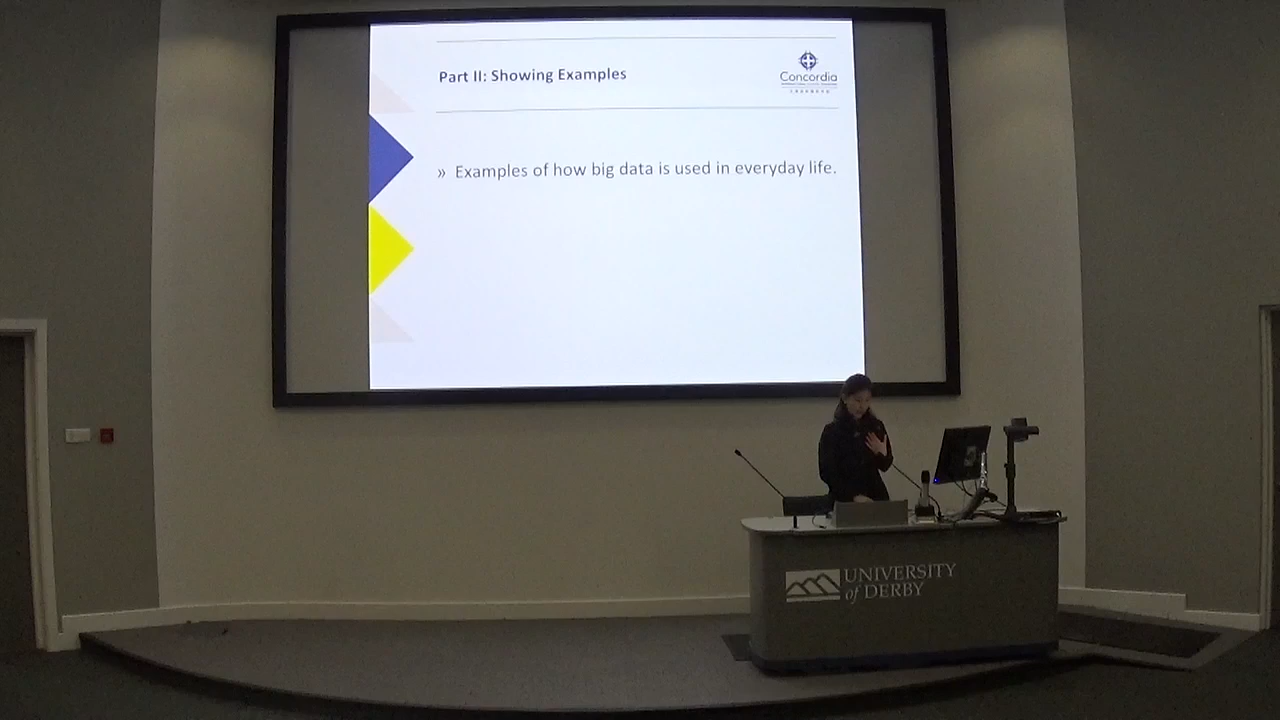 Part II: Showing Examples
Concordia
» Examples of how big data is used in everyday life.
UNIVERSITY
of DERBY